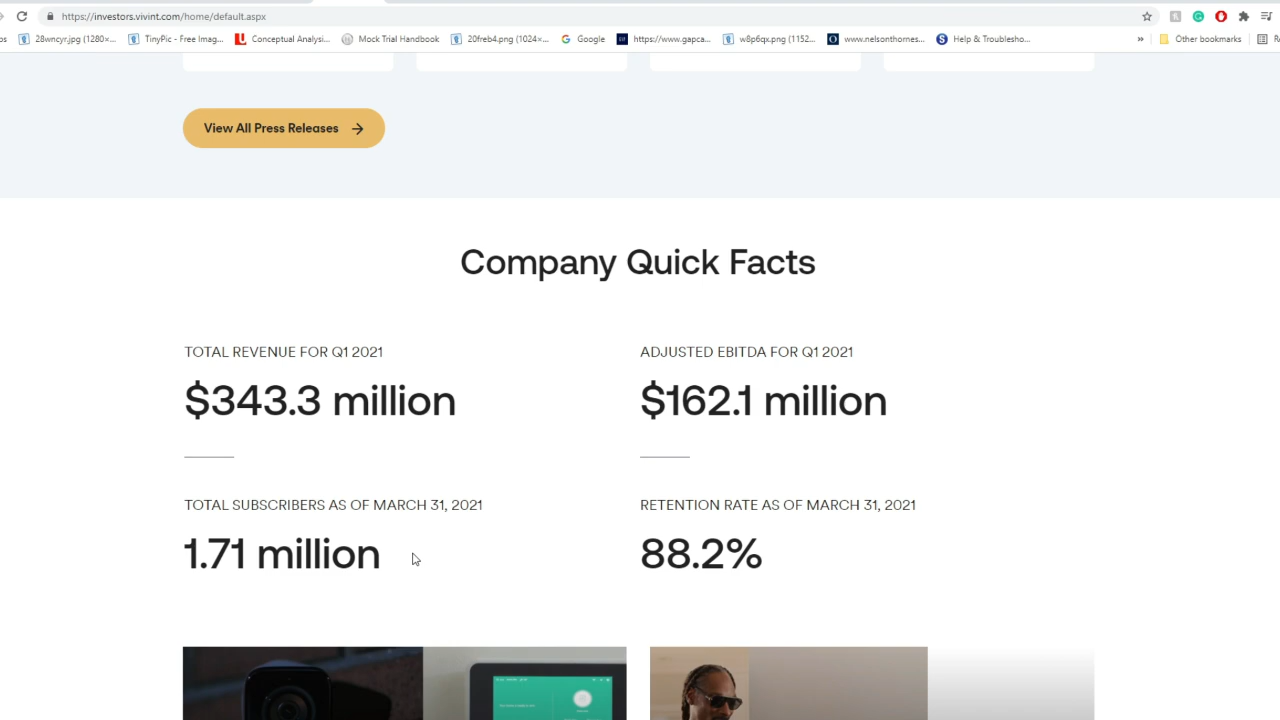 https://investors.vivint.com/home/default.aspx
os 28wncyr.jpg (1280×... TinyPic - Free Imag... Conceptual Analysi... Mock Trial Handbook 20freb4.png (1024×... Google https://www.gapca... w8p6qx.png (1152... www.nelsonthornes... Help & Troublesho... » Other bookmarks
View All Press Releases
Company Quick Facts
TOTAL REVENUE FOR Q1 2021
$343.3 million
ADJUSTED EBITDA FOR Q1 2021
$162.1 million
TOTAL SUBSCRIBERS AS OF MARCH 31, 2021
1.71 million
RETENTION RATE AS OF MARCH 31, 2021
88.2%